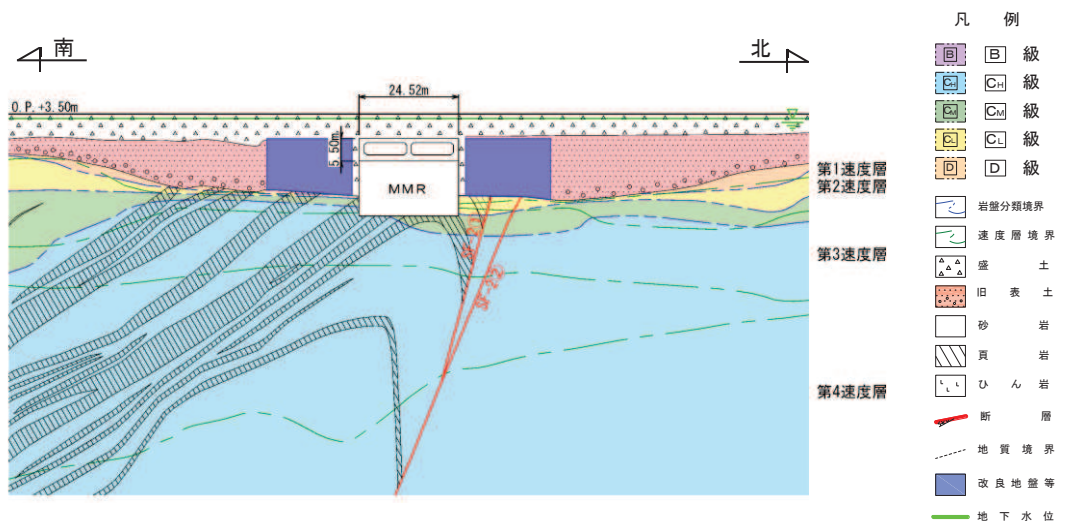 南
北
24.52m
O.P.+3.50m
5.50m
MMR
第1速度層
第2速度層
第3速度層
第4速度層
凡 例
B B 級
CH CH 級
CM CM 級
CL CL 級
D D 級
岩盤分類境界
速度層境界
盛 土
旧 表 土
砂 岩
頁 岩
ひ ん 岩
断 層
地 質 境 界
改 良 地 盤 等
地 下 水 位